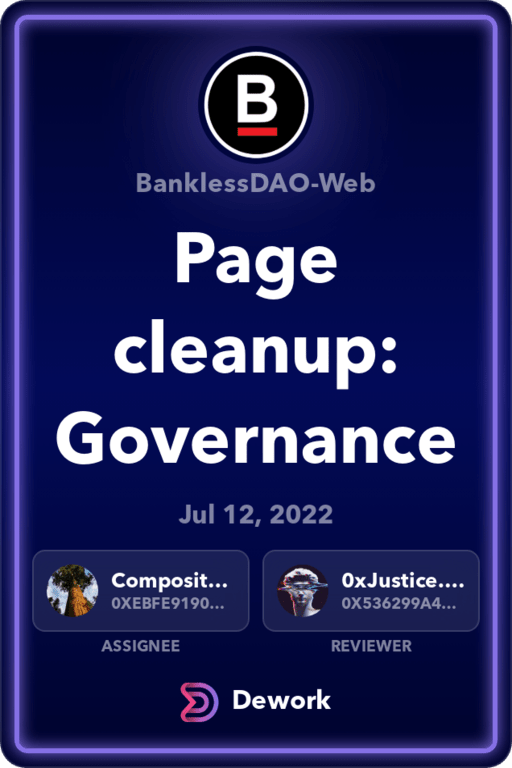 B
BanklessDAO-Web
Page
cleanup:
Governance
Jul 12, 2022
Composit...
0XEBFE9190...
ASSIGNEE
0xJustice....
0X536299A4...
REVIEWER
Dework